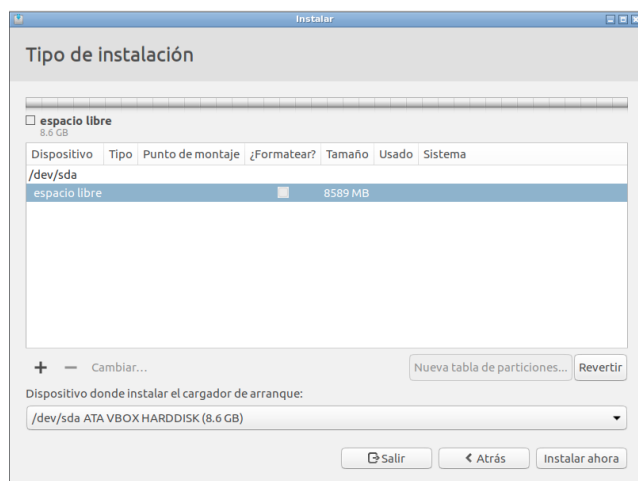 Instalar
Tipo de instalación
espacio libre
8.6 GB
Dispositivo Tipo Punto de montaje ¿Formatear? Tamaño Usado Sistema
/dev/sda
espacio libre 8589 MB
+ − Cambiar... Nueva tabla de particiones... Revertir
Dispositivo donde instalar el cargador de arranque:
/dev/sda ATA VBOX HARDDISK (8.6 GB)
Salir Atrás Instalar ahora